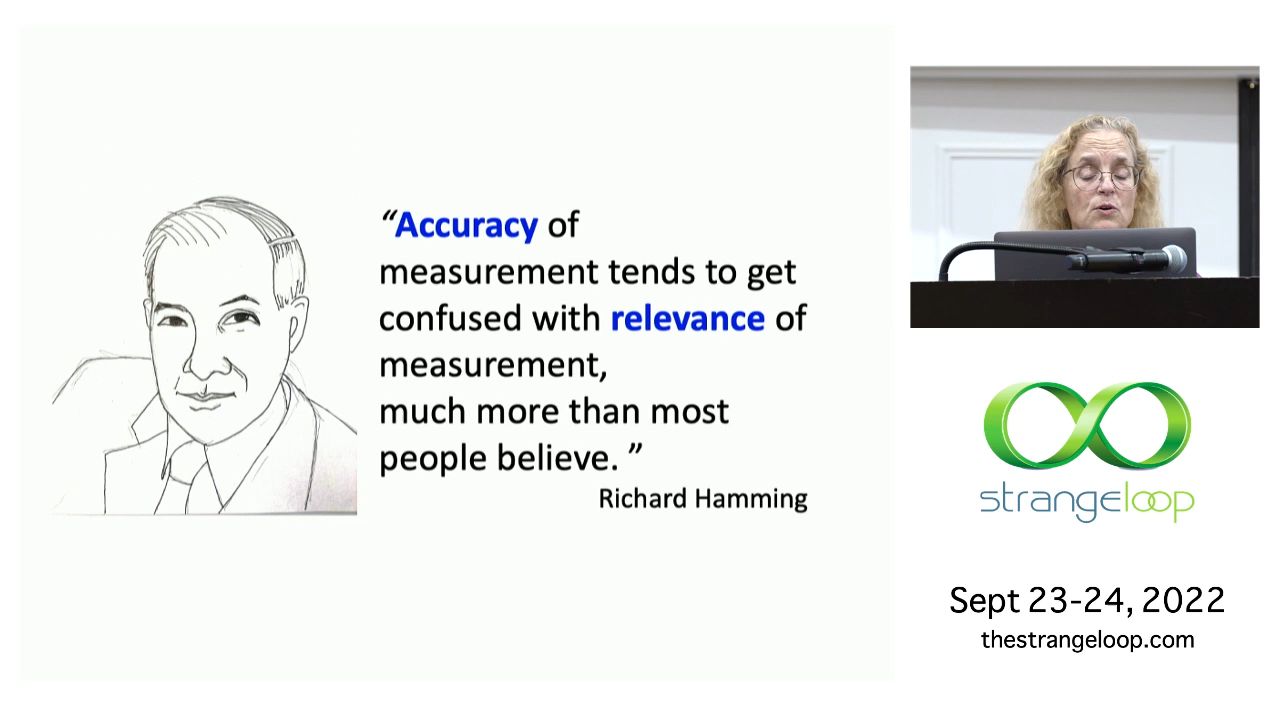 “Accuracy of
measurement tends to get
confused with relevance of
measurement,
much more than most
people believe. ”
Richard Hamming
strangeloop
Sept 23-24, 2022
thestrangeloop.com